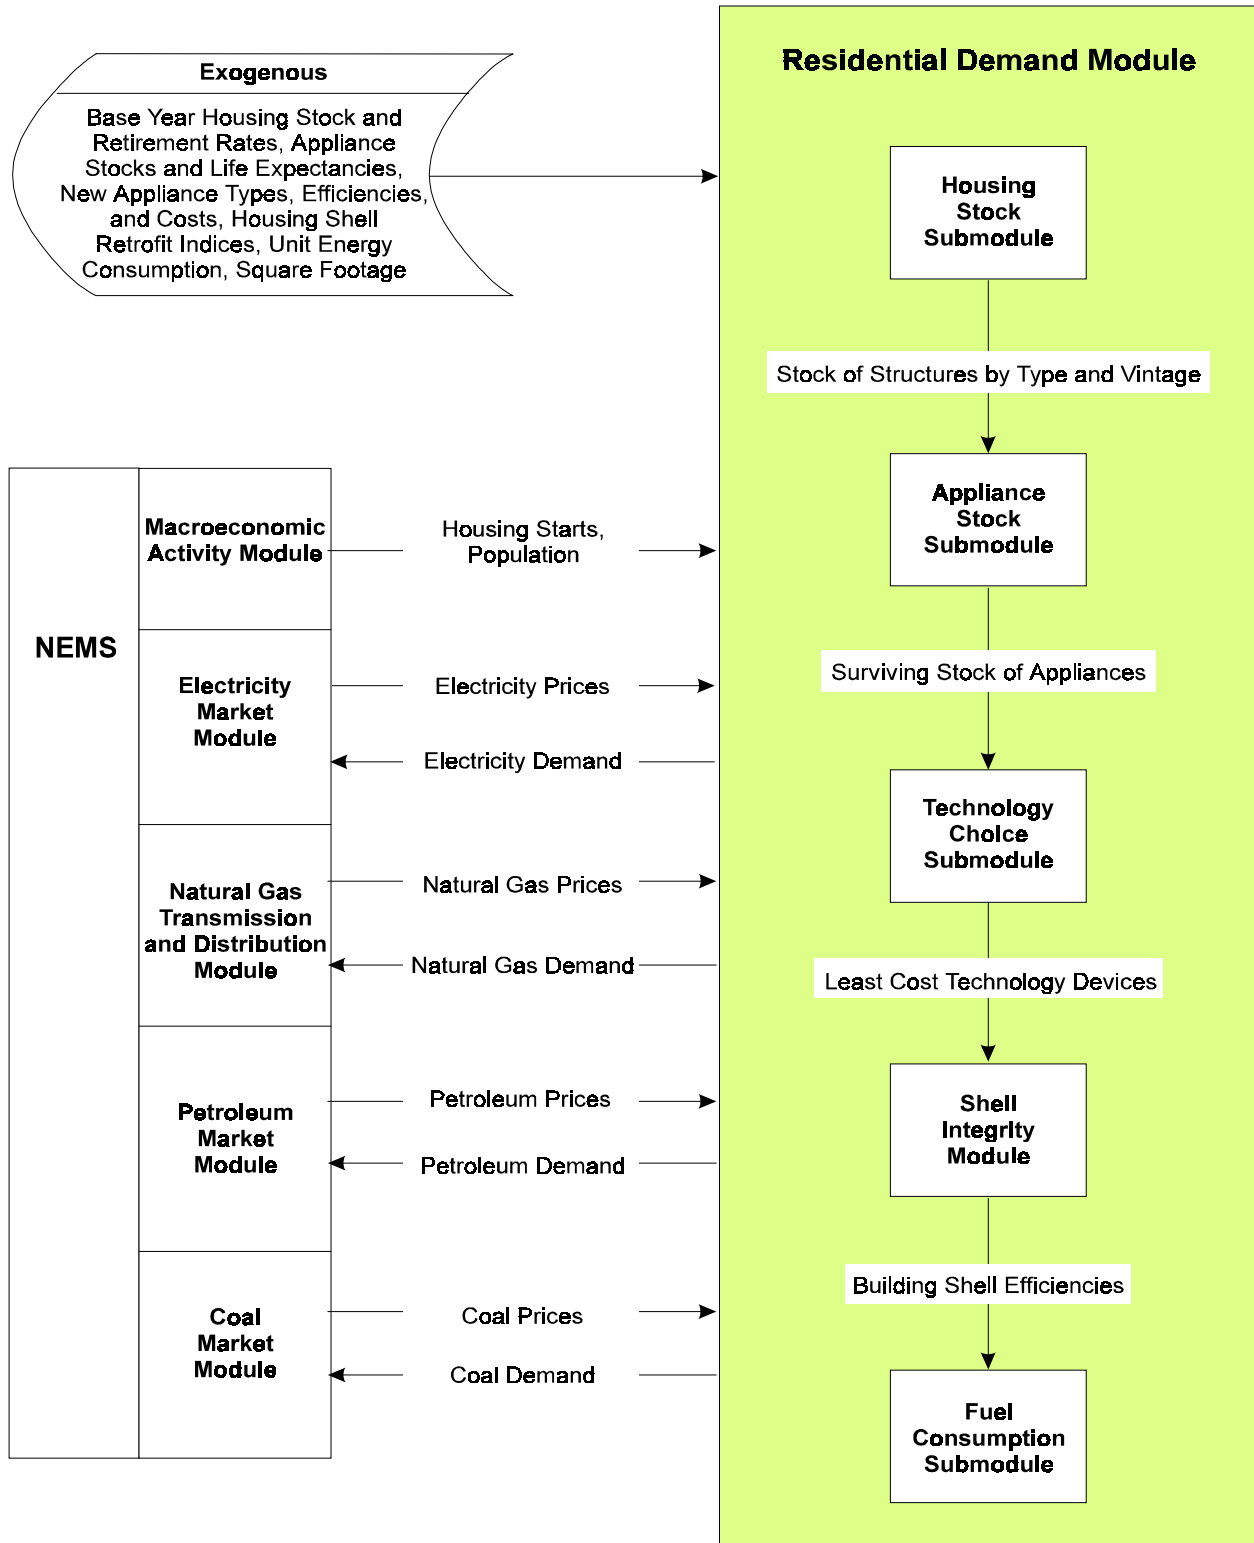 Exogenous
Base Year Housing Stock and
Retirement Rates, Appliance
Stocks and Life Expectancies,
New Appliance Types, Efficiencies,
and Costs, Housing Shell
Retrofit Indices, Unit Energy
Consumption, Square Footage
NEMS
Macroeconomic
Activity Module
Housing Starts,
Population
Electricity
Market
Module
Electricity Prices
Electricity Demand
Natural Gas
Transmission
and Distribution
Module
Natural Gas Prices
Natural Gas Demand
Petroleum
Market
Module
Petroleum Prices
Petroleum Demand
Coal
Market
Module
Coal Prices
Coal Demand
Residential Demand Module
Housing
Stock
Submodule
Stock of Structures by Type and Vintage
Appliance
Stock
Submodule
Surviving Stock of Appliances
Technology
Choice
Submodule
Least Cost Technology Devices
Shell
Integrity
Module
Building Shell Efficiencies
Fuel
Consumption
Submodule